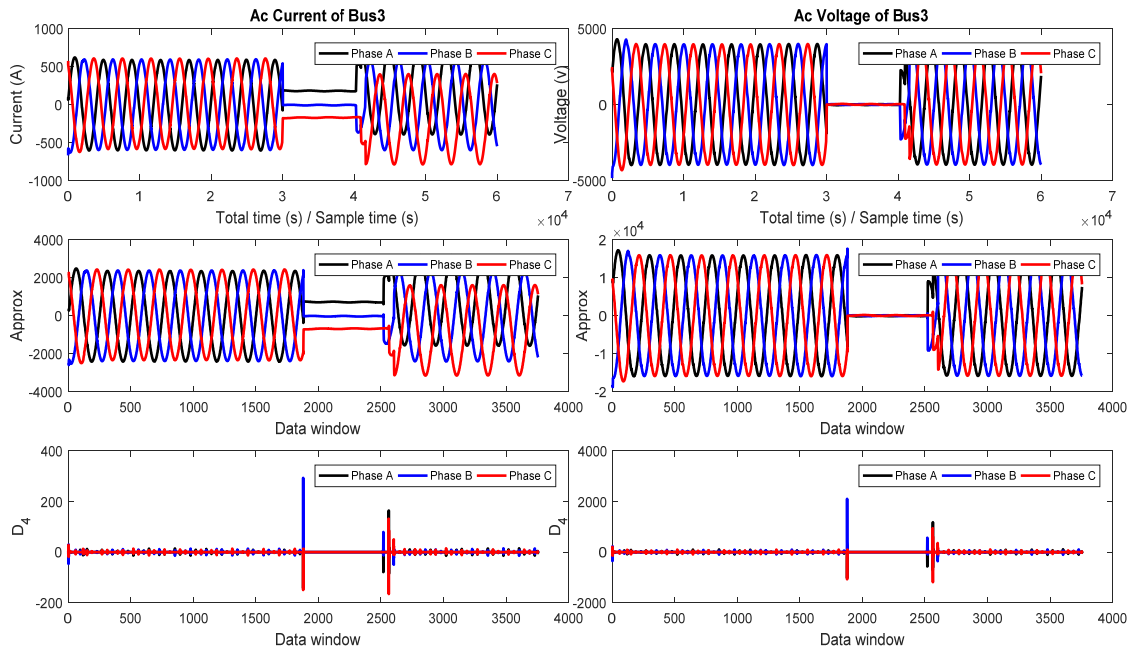 Ac Current of Bus3
1000
500
0
-500
-1000
Current (A)
Phase A Phase B Phase C
0 1 2 3 4 5 6 7
Total time (s) / Sample time (s)
×10⁴
Ac Voltage of Bus3
5000
0
-5000
Voltage (v)
Phase A Phase B Phase C
0 1 2 3 4 5 6 7
Total time (s) / Sample time (s)
×10⁴
4000
2000
0
-2000
-4000
Approx
Phase A Phase B Phase C
0 500 1000 1500 2000 2500 3000 3500 4000
Data window
×10⁴
2
1
0
-1
-2
Approx
Phase A Phase B Phase C
0 500 1000 1500 2000 2500 3000 3500 4000
Data window
400
200
0
-200
D₄
Phase A Phase B Phase C
0 500 1000 1500 2000 2500 3000 3500 4000
Data window
4000
2000
0
-2000
D₄
Phase A Phase B Phase C
0 500 1000 1500 2000 2500 3000 3500 4000
Data window